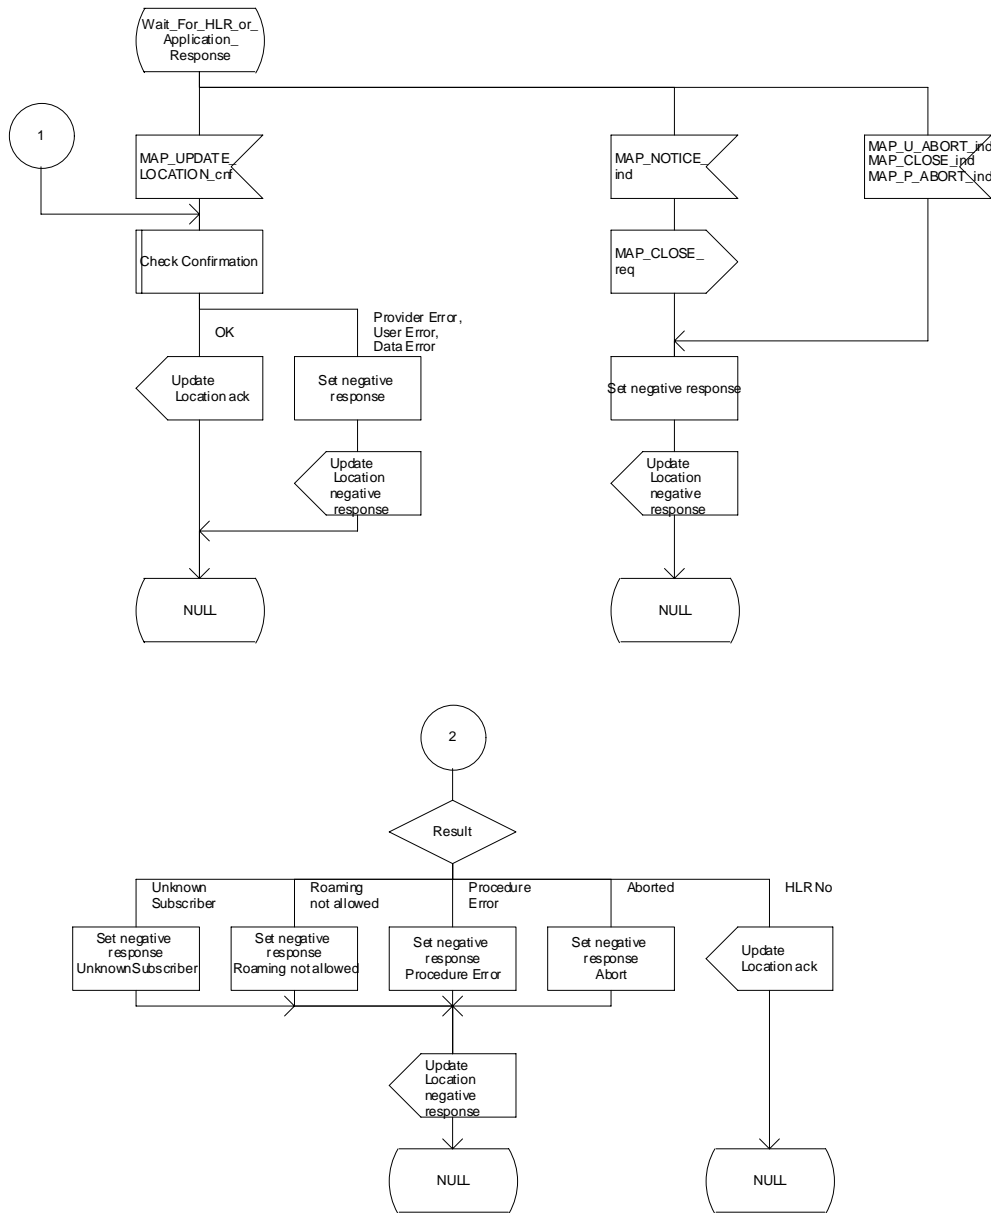 Wait_For_HLR_or_
Application_
Response
1
MAP_UPDATE_
LOCATION_cnf
MAP_NOTICE_
ind
MAP_U_ABORT_ind
MAP_CLOSE_ind
MAP_P_ABORT_ind
Check Confirmation
MAP_CLOSE_
req
OK
Provider Error,
User Error,
Data Error
Update
Location ack
Set negative
response
Set negative response
Update
Location
negative
response
Update
Location
negative
response
NULL
NULL
2
Result
Unknown
Subscriber
Roaming
not allowed
Procedure
Error
Aborted
HLR No
Set negative
response
UnknownSubscriber
Set negative
response
Roaming not allowed
Set negative
response
Procedure Error
Set negative
response
Abort
Update
Location ack
Update
Location
negative
response
NULL
NULL